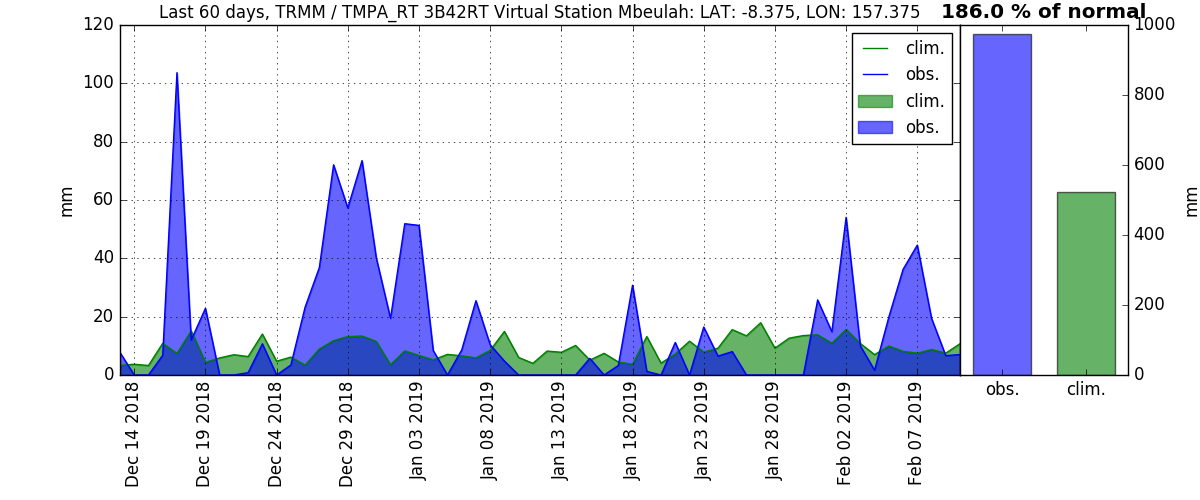 Last 60 days, TRMM / TMPA_RT 3B42RT Virtual Station Mbeulah: LAT: -8.375, LON: 157.375
186.0 % of normal
120
100
80
60
40
20
0
mm
clim.
obs.
clim.
obs.
1000
800
600
400
200
0
mm
Dec 14 2018
Dec 19 2018
Dec 24 2018
Dec 29 2018
Jan 03 2019
Jan 08 2019
Jan 13 2019
Jan 18 2019
Jan 23 2019
Jan 28 2019
Feb 02 2019
Feb 07 2019
obs.
clim.